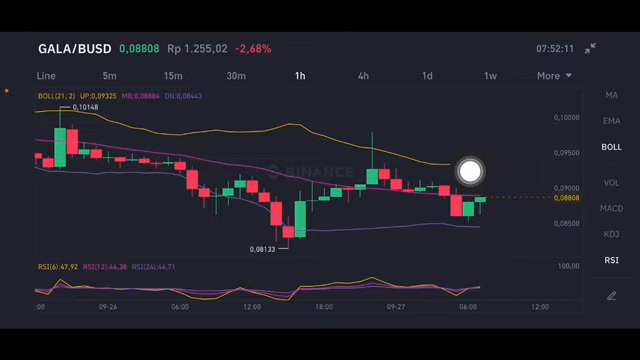 GALA/BUSD 0,08808 Rp 1.255,02 -2,68% 07:52:11
Line 5m 15m 30m 1h 4h 1d 1w More
BOLL(21, 2) UP:0,09325 MB:0,08884 DN:0,08443
MA
0,10148
0,10000
EMA
BOLL
0,09500
BINANCE
VOL
0,09000
0,08808
MACD
0,08500
KDJ
0,08133
RSI(6):47,92 RSI(12):46,38 RSI(24):44,71
100,00
RSI
:00 09-26 06:00 12:00 18:00 09-27 06:00 12:00